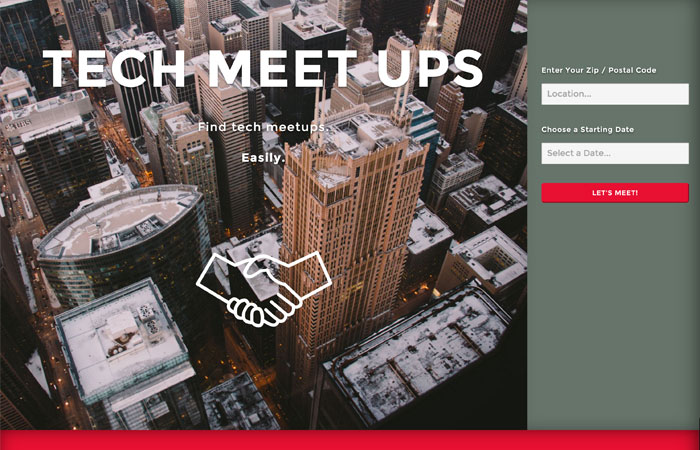 TECH MEET UPS
Find tech meetups.
Easily.
Enter Your Zip / Postal Code
Location...
Choose a Starting Date
Select a Date...
LET'S MEET!